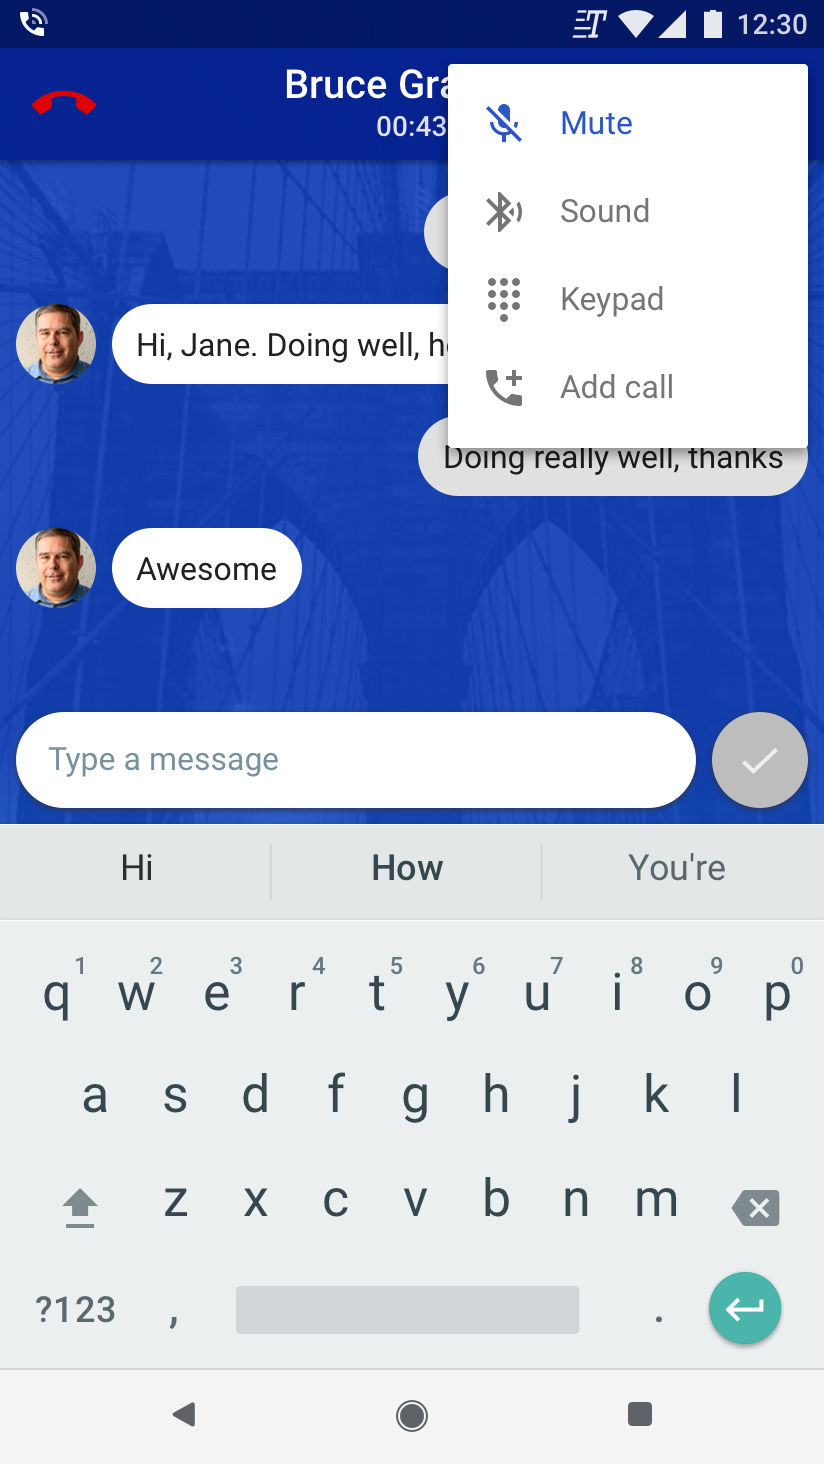 12:30
Bruce
00:43
Mute
Sound
Keypad
Add call
Hi, Jane. Doing well,
Doing really well, thanks
Awesome
Type a message
Hi How You're
1 2 3 4 5 6 7 8 9 0
q w e r t y u i o p
a s d f g h j k l
z x c v b n m
?123 , .